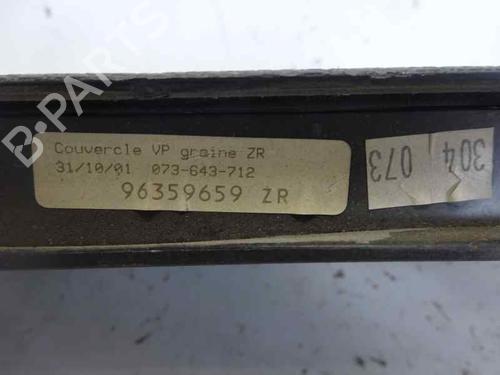 B-Parts
Couvercle VP graine ZR
31/10/01 073-643-712
96359659 ZR
304
073